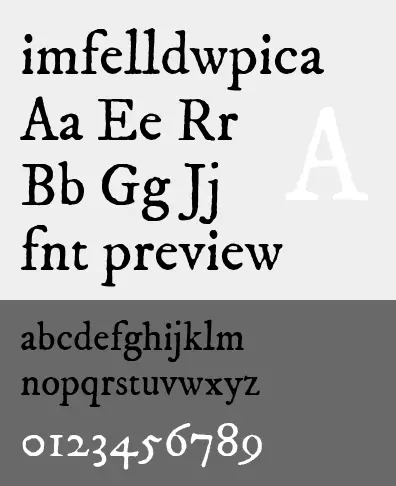 imfelldwpica
Aa Ee Rr
A
Bb Gg Jj
fnt preview
abcdefghijklm
nopqrstuvwxyz
0123456789